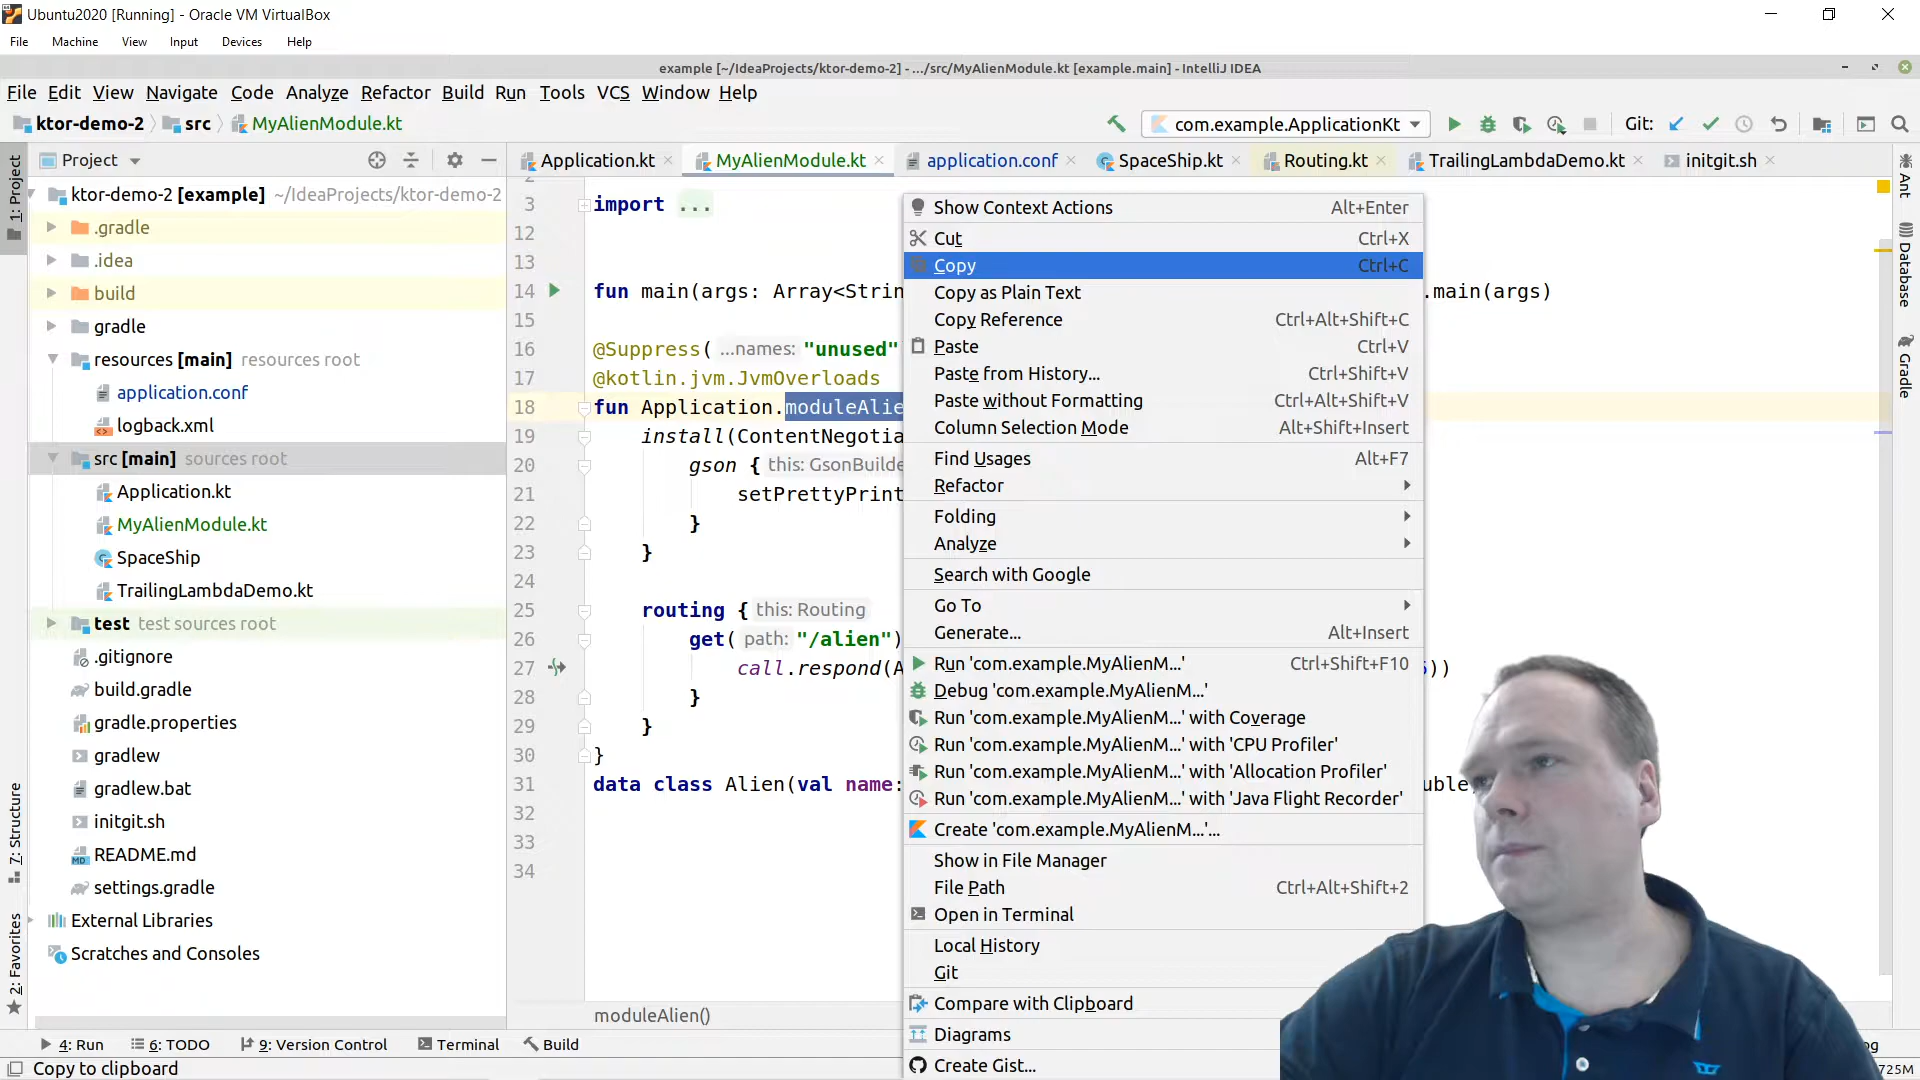 Ubuntu2020 [Running] - Oracle VM VirtualBox
File Machine View Input Devices Help
example [~/IdeaProjects/ktor-demo-2] - .../src/MyAlienModule.kt [example.main] - IntelliJ IDEA
File Edit View Navigate Code Analyze Refactor Build Run Tools VCS Window Help
ktor-demo-2 src MyAlienModule.kt com.example.ApplicationKt Git:
Project
Application.kt MyAlienModule.kt application.conf SpaceShip.kt Routing.kt TrailingLambdaDemo.kt initgit.sh
1: Project
7: Structure
2: Favorites
ktor-demo-2 [example] ~/IdeaProjects/ktor-demo-2
.gradle
.idea
build
gradle
resources [main] resources root
application.conf
logback.xml
src [main] sources root
Application.kt
MyAlienModule.kt
SpaceShip
TrailingLambdaDemo.kt
test test sources root
.gitignore
build.gradle
gradle.properties
gradlew
gradlew.bat
initgit.sh
README.md
settings.gradle
External Libraries
Scratches and Consoles
2
3 import ...
12
13
14 fun main(args: Array<Strin .main(args)
15
16 @Suppress( ...names: "unused"
17 @kotlin.jvm.JvmOverloads
18 fun Application.moduleAlie
19 install(ContentNegotia
20 gson { this: GsonBuilde
21 setPrettyPrint
22 }
23 }
24
25 routing { this: Routing
26 get( path: "/alien")
27 call.respond(A ))
28 }
29 }
30 }
31 data class Alien(val name: uble,
32
33
34
moduleAlien()
Show Context Actions Alt+Enter
Cut Ctrl+X
Copy Ctrl+C
Copy as Plain Text
Copy Reference Ctrl+Alt+Shift+C
Paste Ctrl+V
Paste from History... Ctrl+Shift+V
Paste without Formatting Ctrl+Alt+Shift+V
Column Selection Mode Alt+Shift+Insert
Find Usages Alt+F7
Refactor
Folding
Analyze
Search with Google
Go To
Generate... Alt+Insert
Run 'com.example.MyAlienM...' Ctrl+Shift+F10
Debug 'com.example.MyAlienM...'
Run 'com.example.MyAlienM...' with Coverage
Run 'com.example.MyAlienM...' with 'CPU Profiler'
Run 'com.example.MyAlienM...' with 'Allocation Profiler'
Run 'com.example.MyAlienM...' with 'Java Flight Recorder'
Create 'com.example.MyAlienM...'...
Show in File Manager
File Path Ctrl+Alt+Shift+2
Open in Terminal
Local History
Git
Compare with Clipboard
Diagrams
Create Gist...
Ant
Database
Gradle
4: Run 6: TODO 9: Version Control Terminal Build og
Copy to clipboard 725M